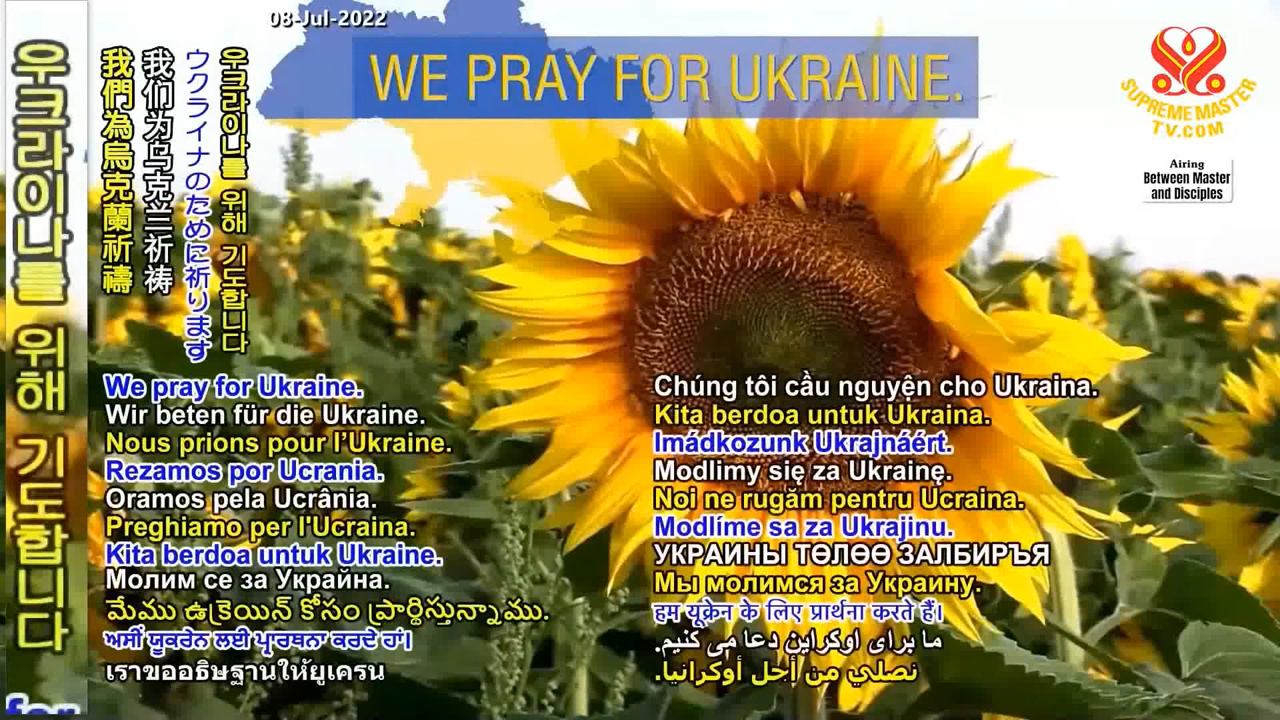 08-Jul-2022
WE PRAY FOR UKRAINE.
SUPREME MASTER
TV.COM
Airing
Between Master
and Disciples
우크라이나를 위해 기도합니다
我們為烏克蘭祈禱
我们为乌克兰祈祷
ウクライナのために祈ります
우크라이나를 위해 기도합니다
We pray for Ukraine.
Wir beten für die Ukraine.
Nous prions pour l’Ukraine.
Rezamos por Ucrania.
Oramos pela Ucrânia.
Preghiamo per l'Ucraina.
Kita berdoa untuk Ukraine.
Молим се за Украйна.
మేము ఉక్రెయిన్ కోసం ప్రార్థిస్తున్నాము.
ਅਸੀਂ ਯੂਕਰੇਨ ਲਈ ਪ੍ਰਾਰਥਨਾ ਕਰਦੇ ਹਾਂ।
เราขออธิษฐานให้ยูเครน
Chúng tôi cầu nguyện cho Ukraina.
Kita berdoa untuk Ukraina.
Imádkozunk Ukrajnáért.
Modlimy się za Ukrainę.
Noi ne rugăm pentru Ucraina.
Modlíme sa za Ukrajinu.
УКРАИНЫ ТӨЛӨӨ ЗАЛБИРЪЯ
Мы молимся за Украину.
हम यूक्रेन के लिए प्रार्थना करते हैं।
ما برای اوکراین دعا می کنیم.
نصلي من أجل أوكرانيا.
for